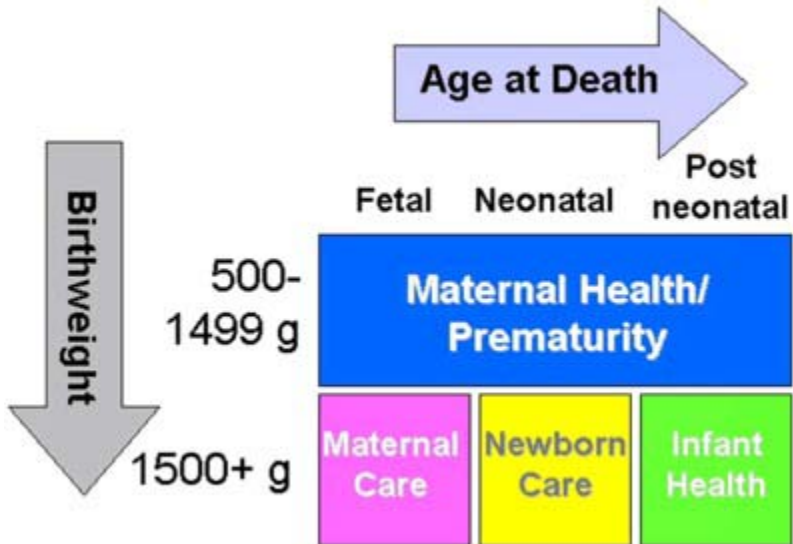 Age at Death
Birthweight
Post
Fetal Neonatal neonatal
500-
1499 g
Maternal Health/
Prematurity
1500+ g
Maternal
Care
Newborn
Care
Infant
Health